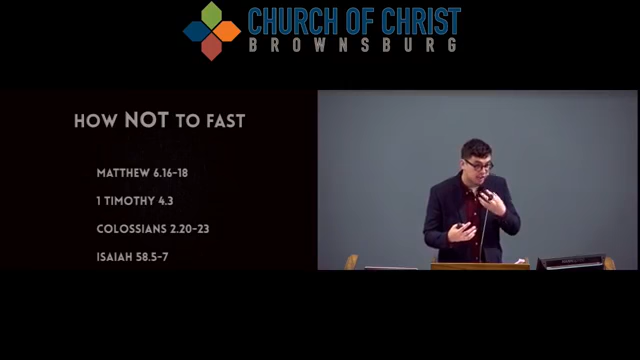 CHURCH OF CHRIST
BROWNSBURG
HOW NOT TO FAST
MATTHEW 6.16-18
1 TIMOTHY 4.3
COLOSSIANS 2.20-23
ISAIAH 58.5-7